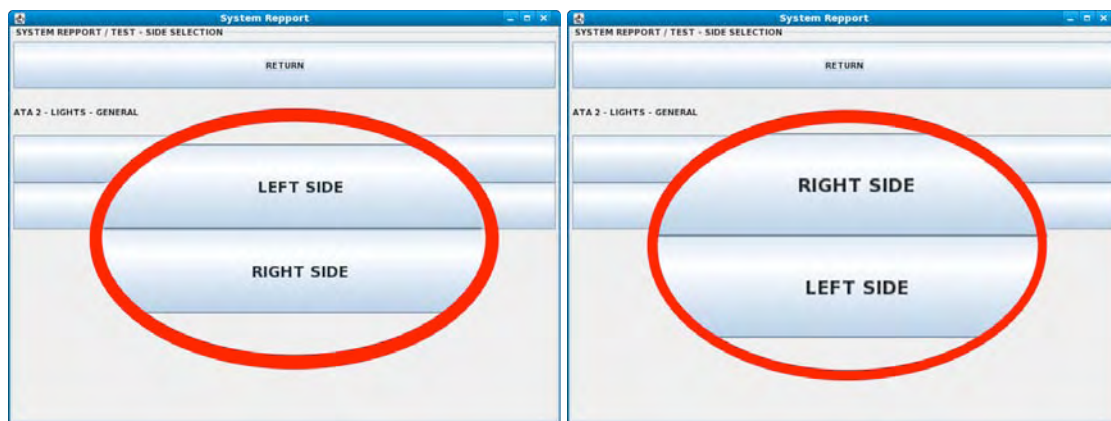 System Repport
SYSTEM REPPORT / TEST - SIDE SELECTION
RETURN
ATA 2 - LIGHTS - GENERAL
LEFT SIDE
RIGHT SIDE
System Repport
SYSTEM REPPORT / TEST - SIDE SELECTION
RETURN
ATA 2 - LIGHTS - GENERAL
RIGHT SIDE
LEFT SIDE